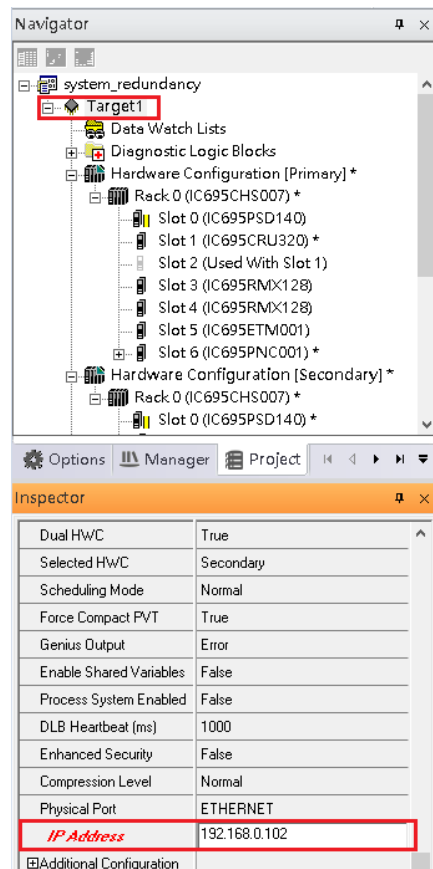 Navigator
system_redundancy
Target1
Data Watch Lists
Diagnostic Logic Blocks
Hardware Configuration [Primary] *
Rack 0 (IC695CHS007) *
Slot 0 (IC695PSD140)
Slot 1 (IC695CRU320) *
Slot 2 (Used With Slot 1)
Slot 3 (IC695RMX128)
Slot 4 (IC695RMX128)
Slot 5 (IC695ETM001)
Slot 6 (IC695PNC001) *
Hardware Configuration [Secondary] *
Rack 0 (IC695CHS007) *
Slot 0 (IC695PSD140) *
Options Manager Project
Inspector
Dual HWC True
Selected HWC Secondary
Scheduling Mode Normal
Force Compact PVT True
Genius Output Error
Enable Shared Variables False
Process System Enabled False
DLB Heartbeat (ms) 1000
Enhanced Security False
Compression Level Normal
Physical Port ETHERNET
IP Address 192.168.0.102
Additional Configuration